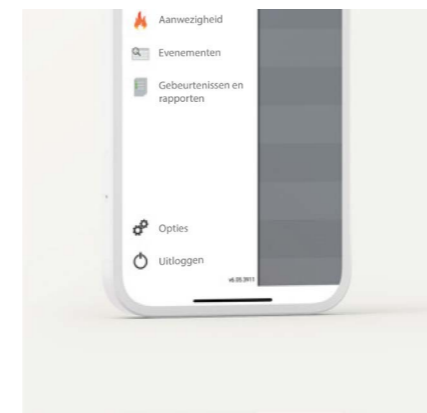 Aanwezigheid
Evenementen
Gebeurtenissen en
rapporten
Opties
Uitloggen